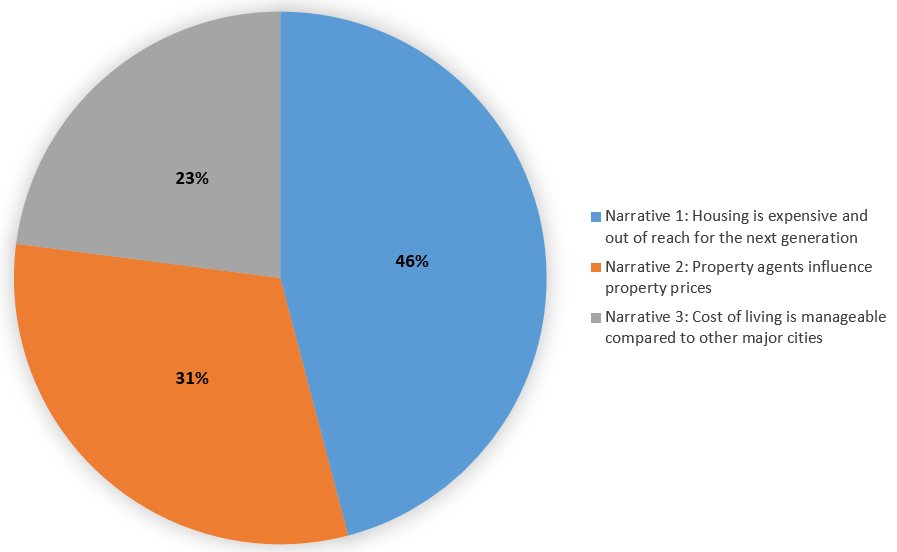 23%
46%
31%
Narrative 1: Housing is expensive and
out of reach for the next generation
Narrative 2: Property agents influence
property prices
Narrative 3: Cost of living is manageable
compared to other major cities